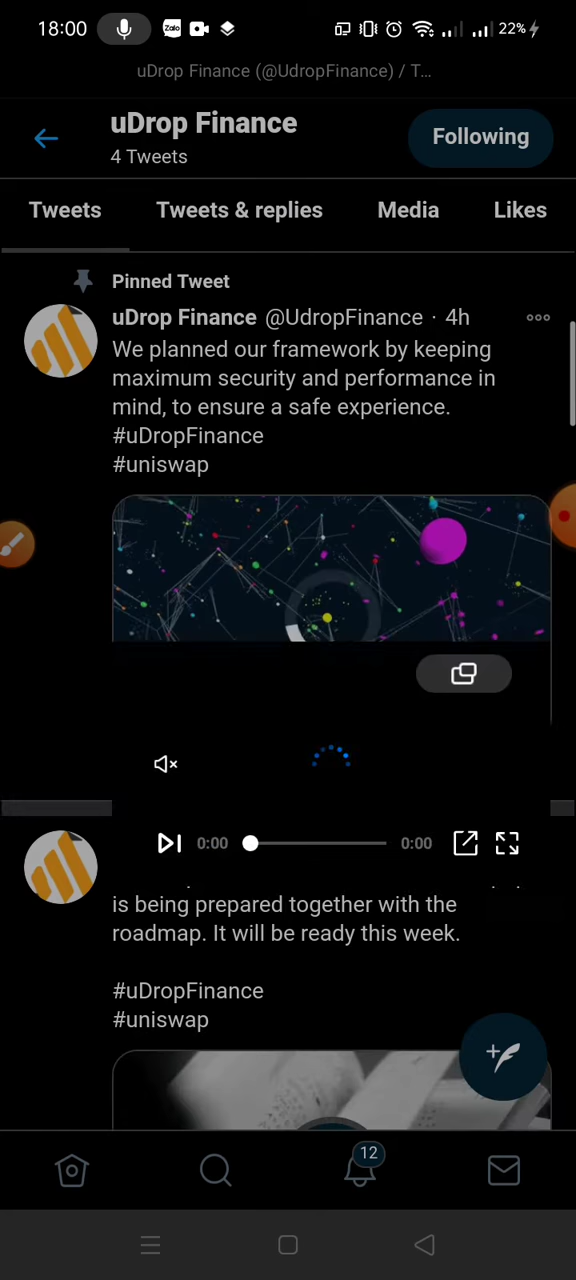 18:00
Zalo
22%
uDrop Finance (@UdropFinance) / T...
uDrop Finance
4 Tweets
Following
Tweets
Tweets & replies
Media
Likes
Pinned Tweet
uDrop Finance @UdropFinance · 4h
We planned our framework by keeping
maximum security and performance in
mind, to ensure a safe experience.
#uDropFinance
#uniswap
0:00
0:00
is being prepared together with the
roadmap. It will be ready this week.
#uDropFinance
#uniswap
12